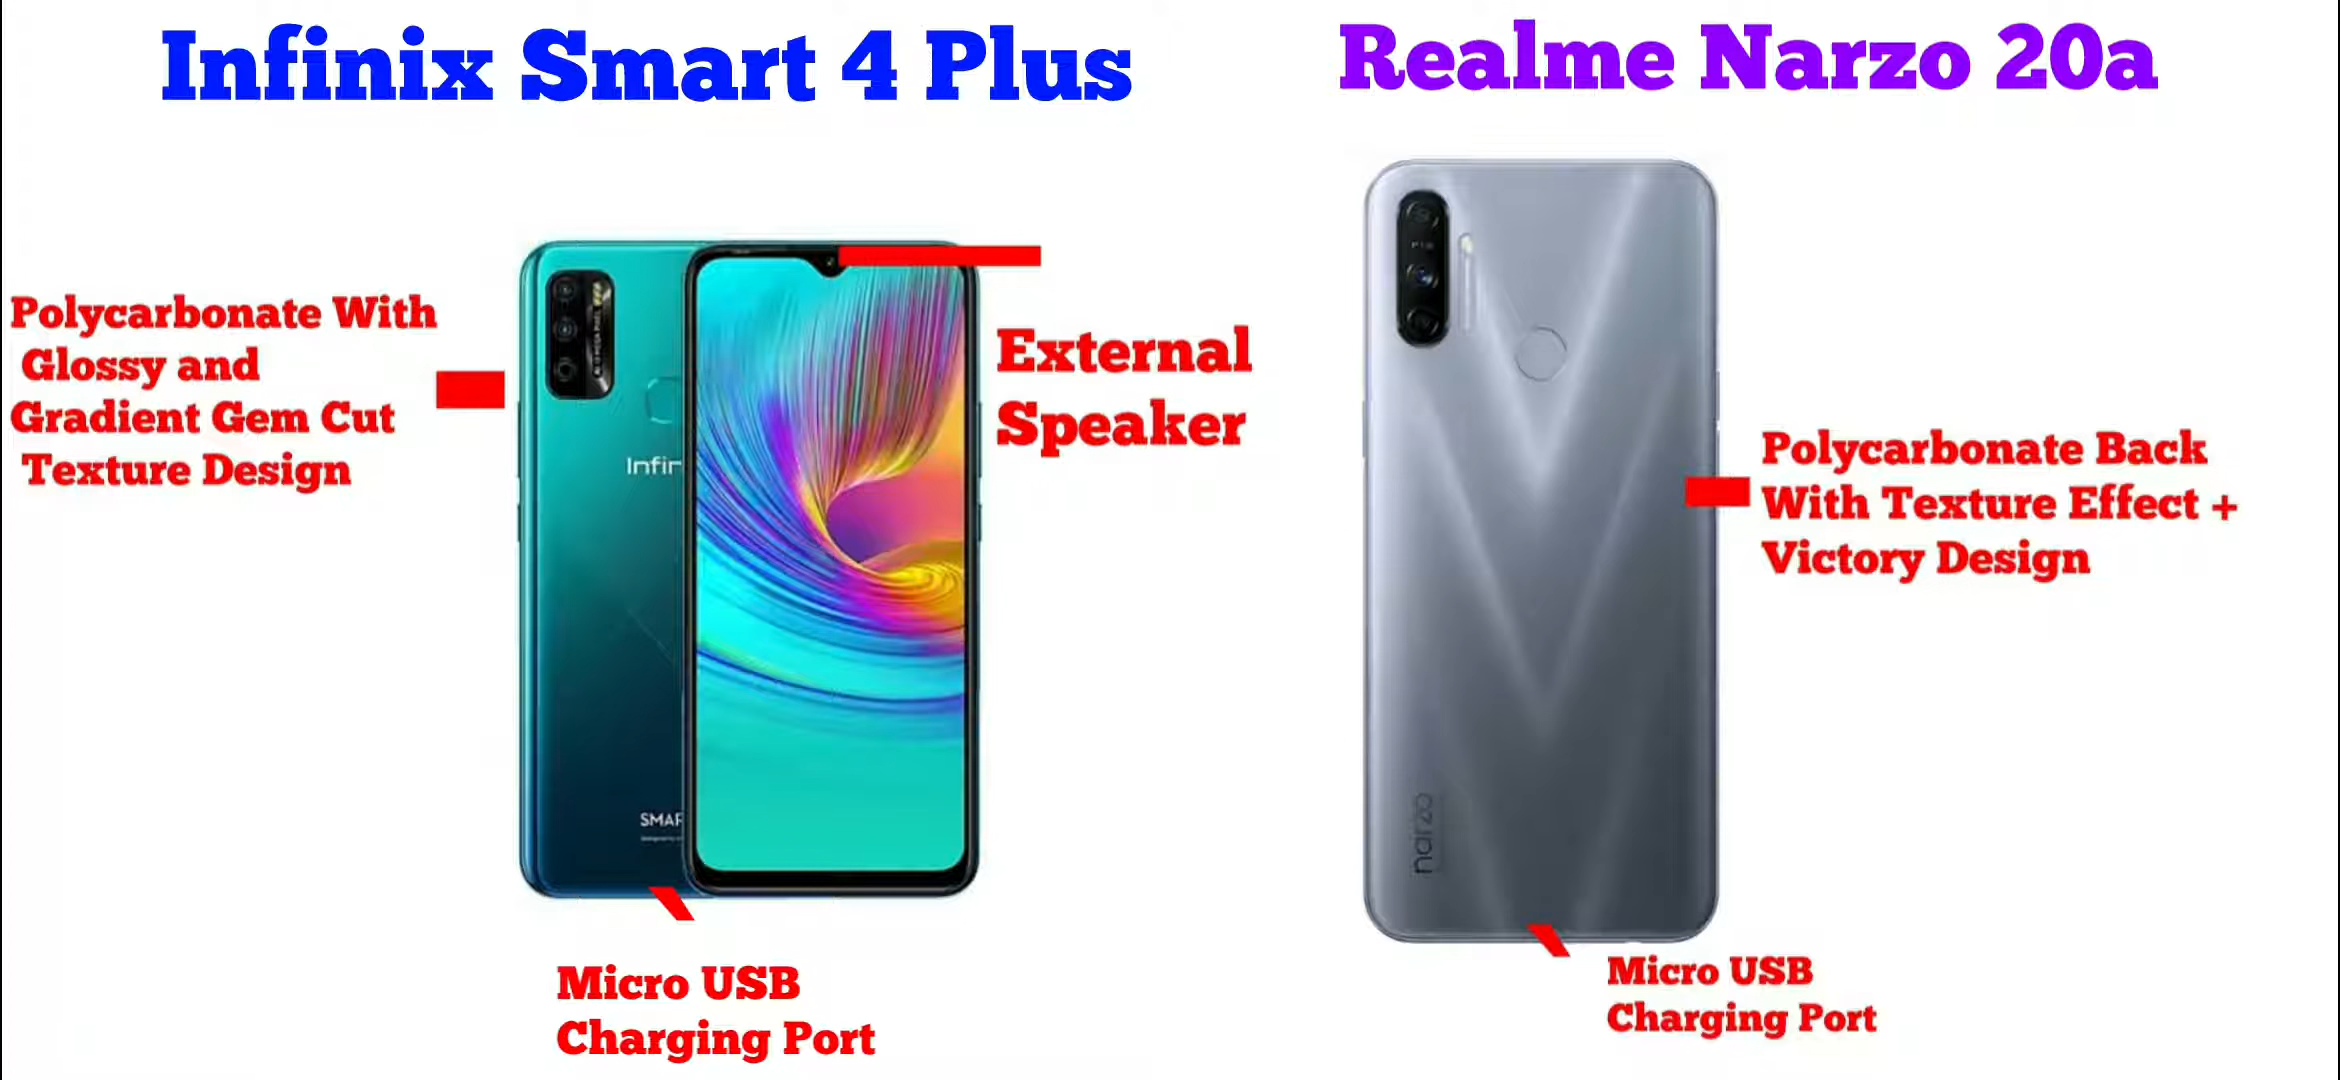 Infinix Smart 4 Plus
Realme Narzo 20a
Polycarbonate With
Glossy and
Gradient Gem Cut
Texture Design
Infin
SMAR
External
Speaker
Micro USB
Charging Port
Polycarbonate Back
With Texture Effect +
Victory Design
narzo
Micro USB
Charging Port